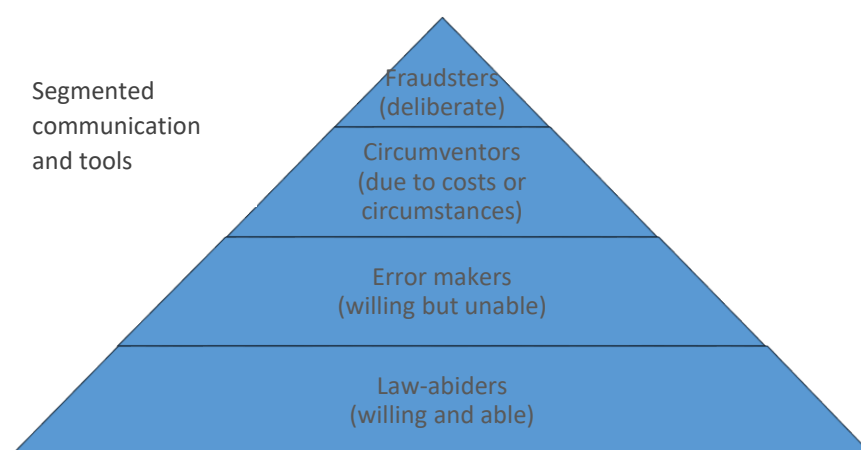 Segmented
communication
and tools
Fraudsters
(deliberate)
Circumventors
(due to costs or
circumstances)
Error makers
(willing but unable)
Law-abiders
(willing and able)